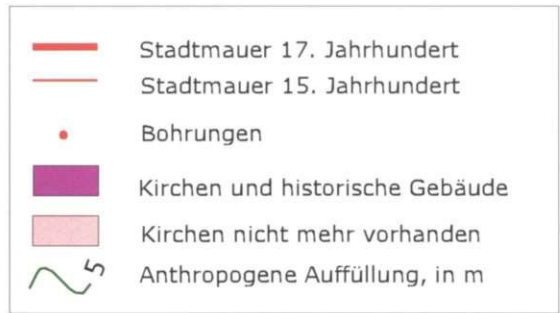 Stadtmauer 17. Jahrhundert
Stadtmauer 15. Jahrhundert
Bohrungen
Kirchen und historische Gebäude
Kirchen nicht mehr vorhanden
5 Anthropogene Auffüllung, in m